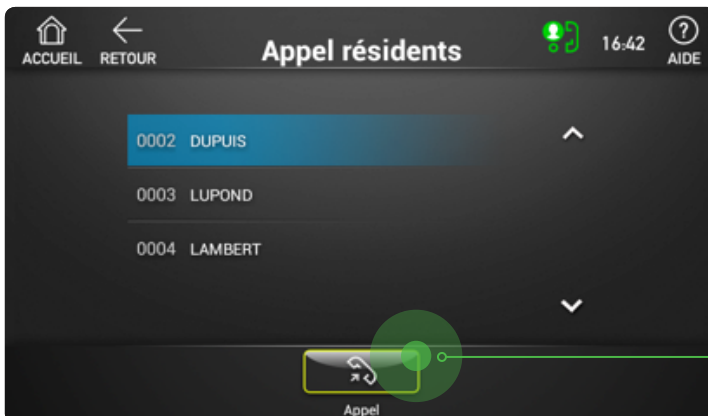 Appel résidents
16:42
ACCUEIL RETOUR AIDE
0002 DUPUIS
0003 LUPOND
0004 LAMBERT
Appel